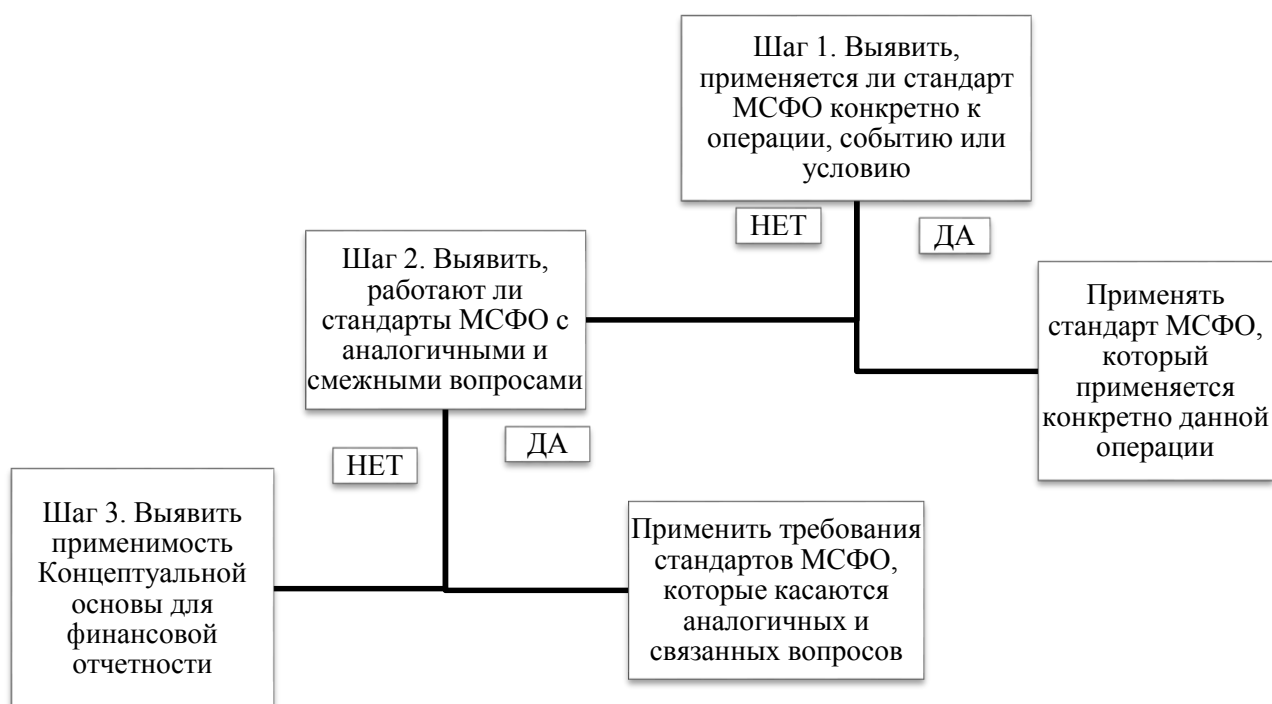 Шаг 1. Выявить,
применяется ли стандарт
МСФО конкретно к
операции, событию или
условию
НЕТ
ДА
Шаг 2. Выявить,
работают ли
стандарты МСФО с
аналогичными и
смежными вопросами
Применять
стандарт МСФО,
который
применяется
конкретно данной
операции
НЕТ
ДА
Шаг 3. Выявить
применимость
Концептуальной
основы для
финансовой
отчетности
Применить требования
стандартов МСФО,
которые касаются
аналогичных и
связанных вопросов